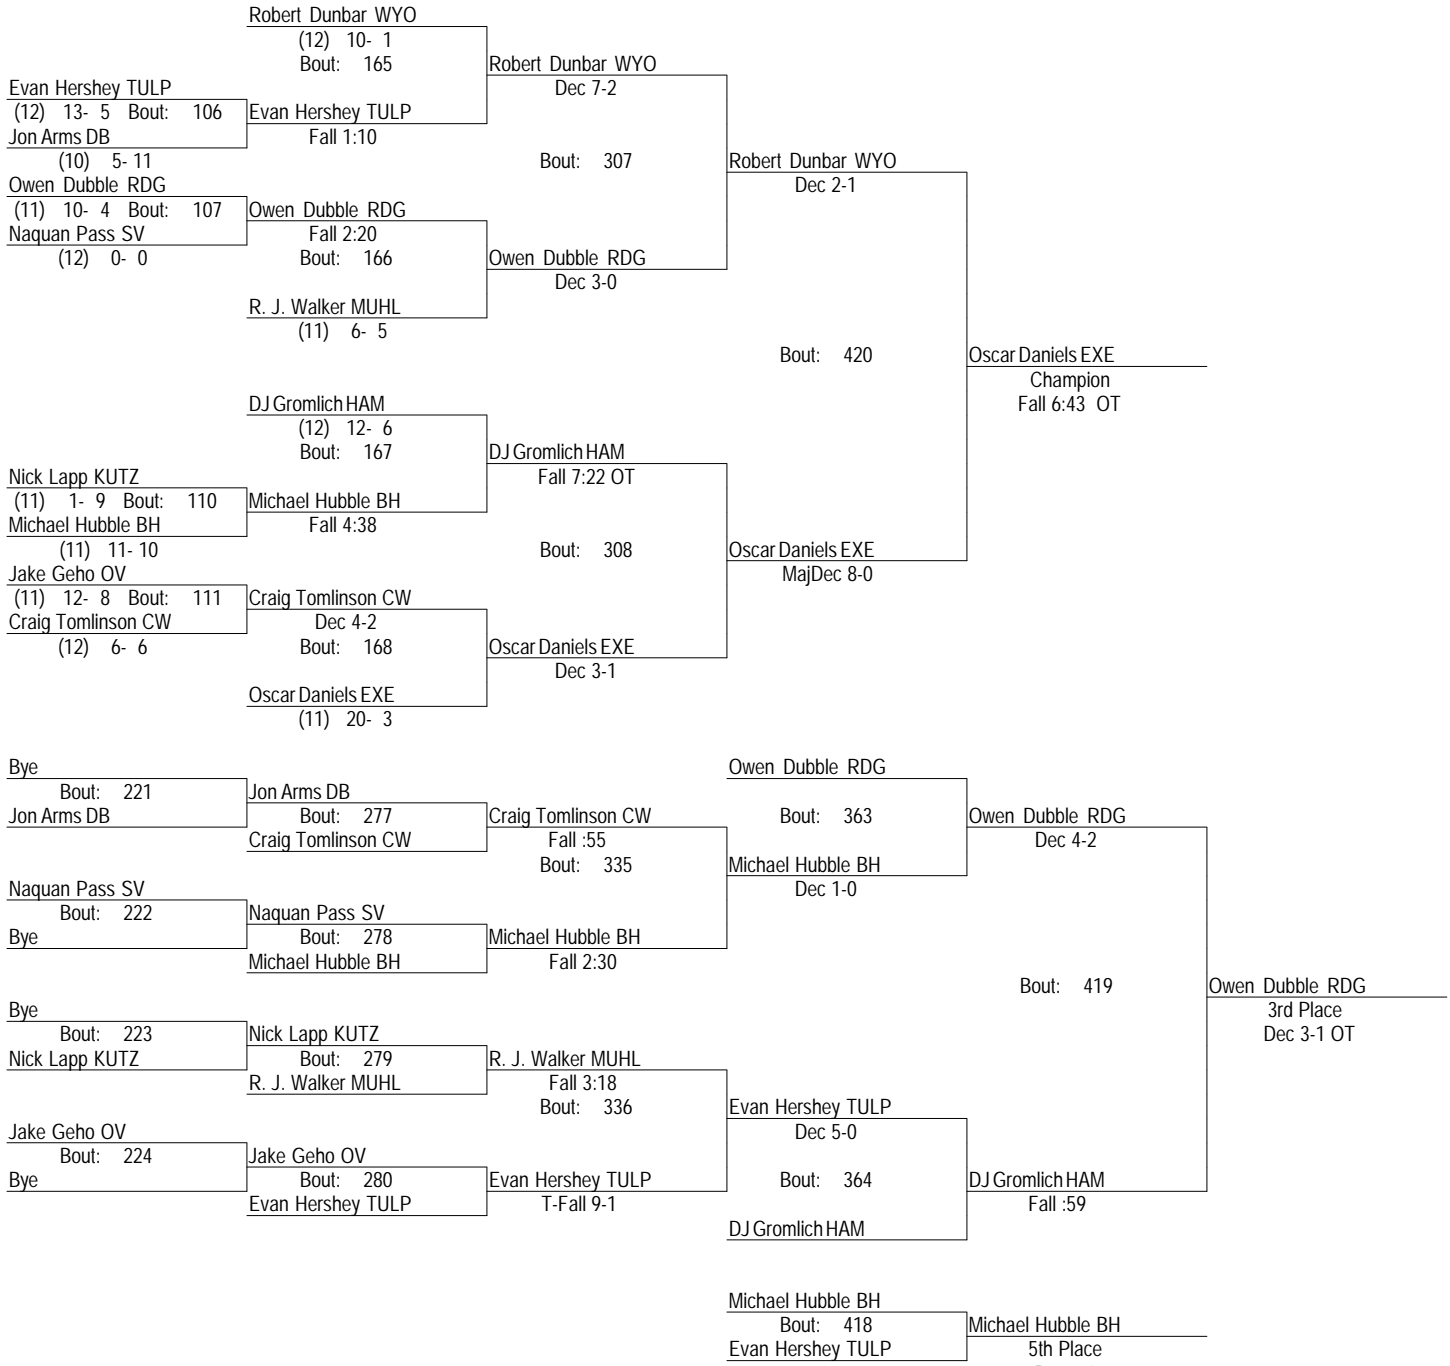 Robert Dunbar WYO
(12) 10- 1
Bout: 165
Robert Dunbar WYO
Dec 7-2
Evan Hershey TULP
(12) 13- 5 Bout: 106
Evan Hershey TULP
Fall 1:10
Jon Arms DB
(10) 5- 11
Bout: 307
Robert Dunbar WYO
Dec 2-1
Owen Dubble RDG
(11) 10- 4 Bout: 107
Owen Dubble RDG
Fall 2:20
Naquan Pass SV
(12) 0- 0
Bout: 166
Owen Dubble RDG
Dec 3-0
R. J. Walker MUHL
(11) 6- 5
Bout: 420
Oscar Daniels EXE
Champion
Fall 6:43 OT
DJ Gromlich HAM
(12) 12- 6
Bout: 167
DJ Gromlich HAM
Fall 7:22 OT
Nick Lapp KUTZ
(11) 1- 9 Bout: 110
Michael Hubble BH
Fall 4:38
Michael Hubble BH
(11) 11- 10
Bout: 308
Oscar Daniels EXE
MajDec 8-0
Jake Geho OV
(11) 12- 8 Bout: 111
Craig Tomlinson CW
Dec 4-2
Craig Tomlinson CW
(12) 6- 6
Bout: 168
Oscar Daniels EXE
Dec 3-1
Oscar Daniels EXE
(11) 20- 3
Bye
Bout: 221
Jon Arms DB
Jon Arms DB
Bout: 277
Craig Tomlinson CW
Craig Tomlinson CW
Fall :55
Bout: 335
Owen Dubble RDG
Bout: 363
Owen Dubble RDG
Dec 4-2
Michael Hubble BH
Dec 1-0
Naquan Pass SV
Bout: 222
Bye
Naquan Pass SV
Bout: 278
Michael Hubble BH
Michael Hubble BH
Fall 2:30
Bout: 419
Owen Dubble RDG
3rd Place
Dec 3-1 OT
Bye
Bout: 223
Nick Lapp KUTZ
Nick Lapp KUTZ
Bout: 279
R. J. Walker MUHL
R. J. Walker MUHL
Fall 3:18
Bout: 336
Evan Hershey TULP
Dec 5-0
Jake Geho OV
Bout: 224
Bye
Jake Geho OV
Bout: 280
Evan Hershey TULP
Evan Hershey TULP
T-Fall 9-1
Bout: 364
DJ Gromlich HAM
Fall :59
DJ Gromlich HAM
Michael Hubble BH
Bout: 418
Evan Hershey TULP
Michael Hubble BH
5th Place